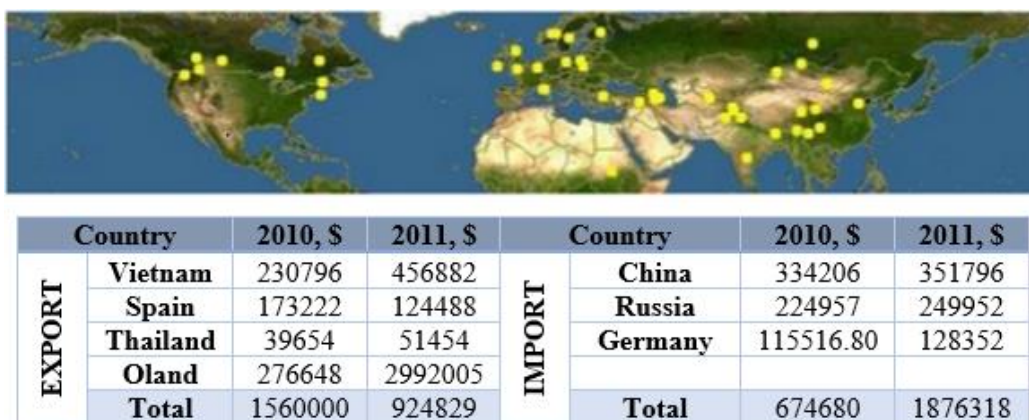 Country 2010, $ 2011, $ Country 2010, $ 2011, $
EXPORT
Vietnam 230796 456882
Spain 173222 124488
Thailand 39654 51454
Oland 276648 2992005
Total 1560000 924829
IMPORT
China 334206 351796
Russia 224957 249952
Germany 115516.80 128352
Total 674680 1876318